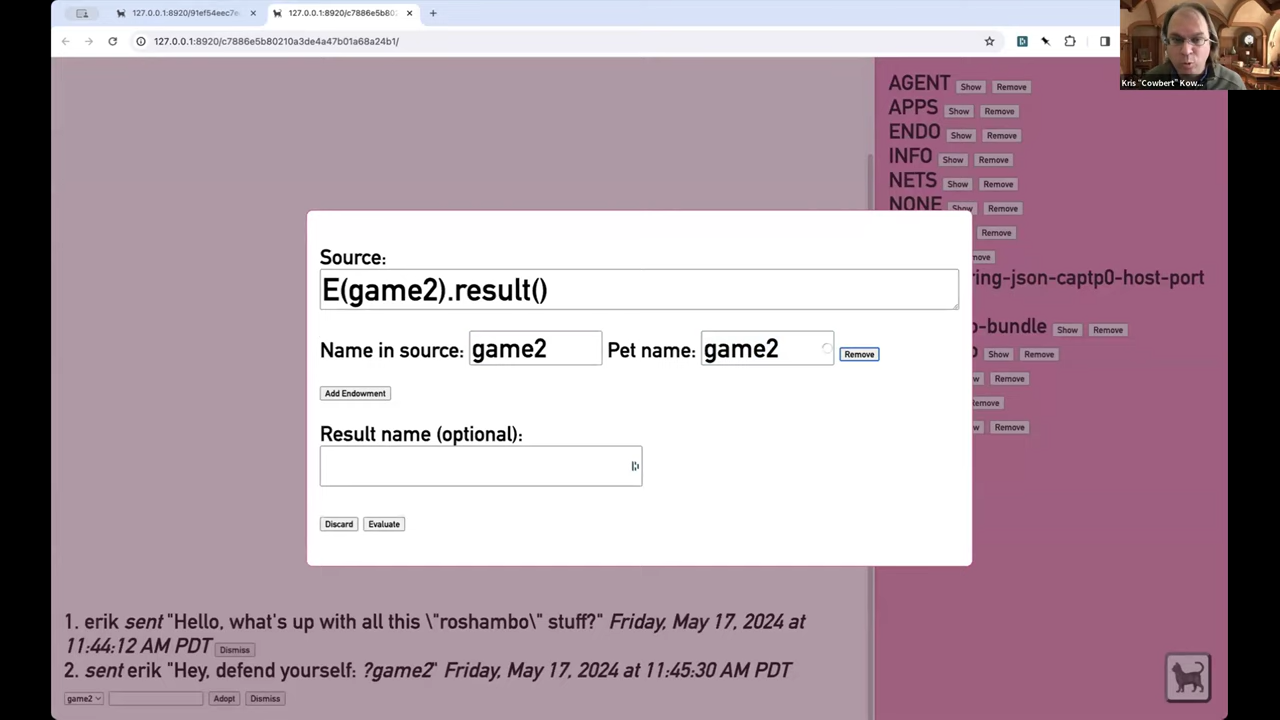 127.0.0.1:8920/91ef54eec7e
127.0.0.1:8920/c7886e5b802
127.0.0.1:8920/c7886e5b80210a3de4a47b01a68a24b1/
Kris "Cowbert" Kow...
AGENT Show Remove
APPS Show Remove
ENDO Show Remove
INFO Show Remove
NETS Show Remove
NONE Show Remove
Remove
move
ring-json-captp0-host-port
o-bundle Show Remove
Show Remove
w Remove
Remove
w Remove
Source:
E(game2).result()
Name in source: game2 Pet name: game2 Remove
Add Endowment
Result name (optional):
Discard Evaluate
1. erik sent "Hello, what's up with all this \"roshambo\" stuff?" Friday, May 17, 2024 at
11:44:12 AM PDT Dismiss
2. sent erik "Hey, defend yourself: ?game2" Friday, May 17, 2024 at 11:45:30 AM PDT
game2 Adopt Dismiss